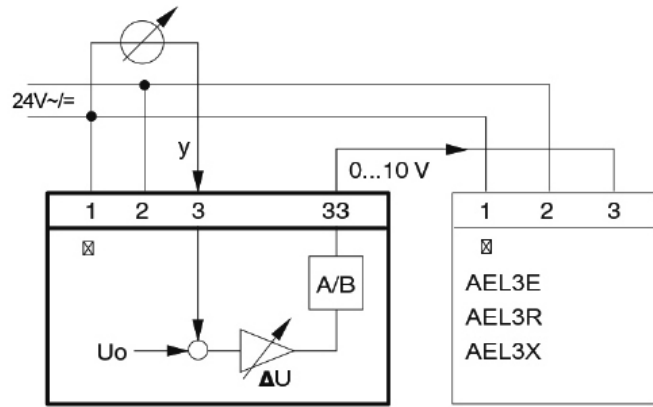 24V~/=
y
0...10 V
1 2 3 33
1 2 3
A/B
AEL3E
AEL3R
AEL3X
Uo
ΔU